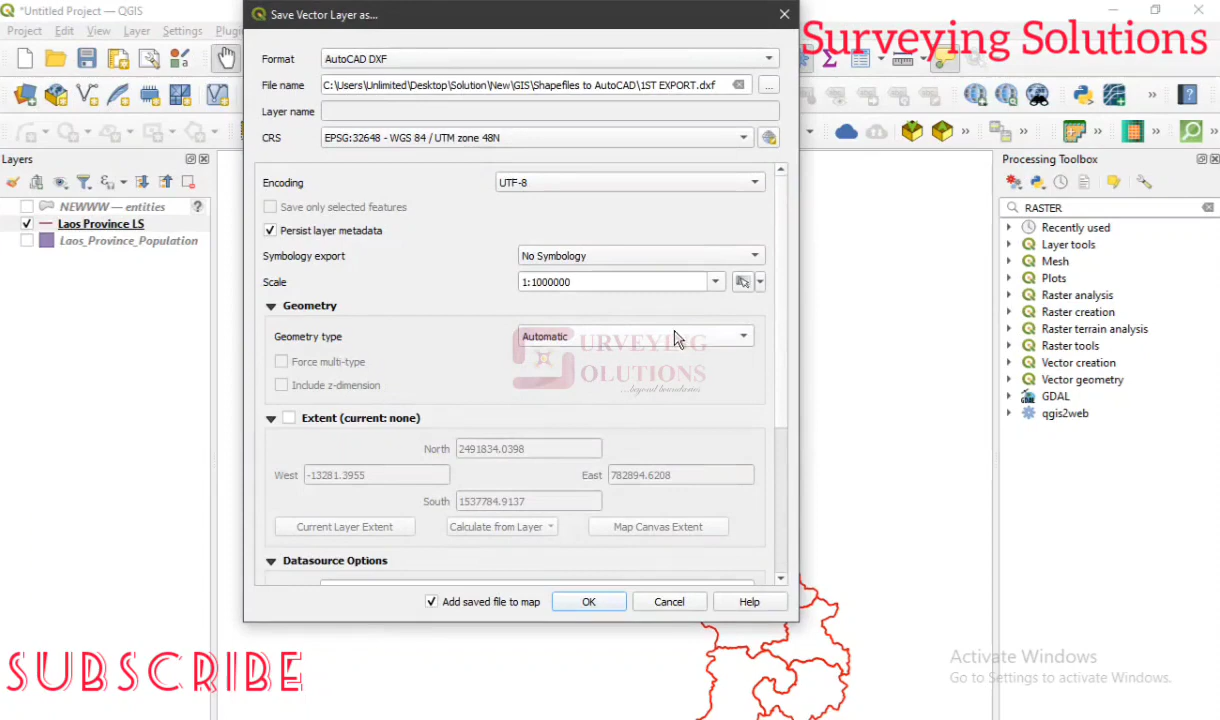 *Untitled Project — QGIS
Save Vector Layer as...
Surveying Solutions
Project Edit View Layer Settings Plug
Format AutoCAD DXF
File name C:\Users\Unlimited\Desktop\Solution\New\GIS\Shapefiles to AutoCAD\1ST EXPORT.dxf ...
Layer name
CRS EPSG:32648 - WGS 84 / UTM zone 48N
Layers
Processing Toolbox
Encoding UTF-8
NEWWW — entities ?
Save only selected features
RASTER
Laos Province LS
Persist layer metadata
Recently used
Laos_Province_Population
Layer tools
Symbology export No Symbology
Mesh
Scale 1:1000000
Plots
Geometry
Raster analysis
Raster creation
Geometry type Automatic
Raster terrain analysis
URVEYING
Raster tools
Force multi-type
Vector creation
OLUTIONS
Include z-dimension
Vector geometry
...beyond boundaries
GDAL
Extent (current: none)
qgis2web
North 2491834.0398
West -13281.3955 East 782894.6208
South 1537784.9137
Current Layer Extent Calculate from Layer Map Canvas Extent
Datasource Options
Add saved file to map OK Cancel Help
SUBSCRIBE
Activate Windows
Go to Settings to activate Windows.